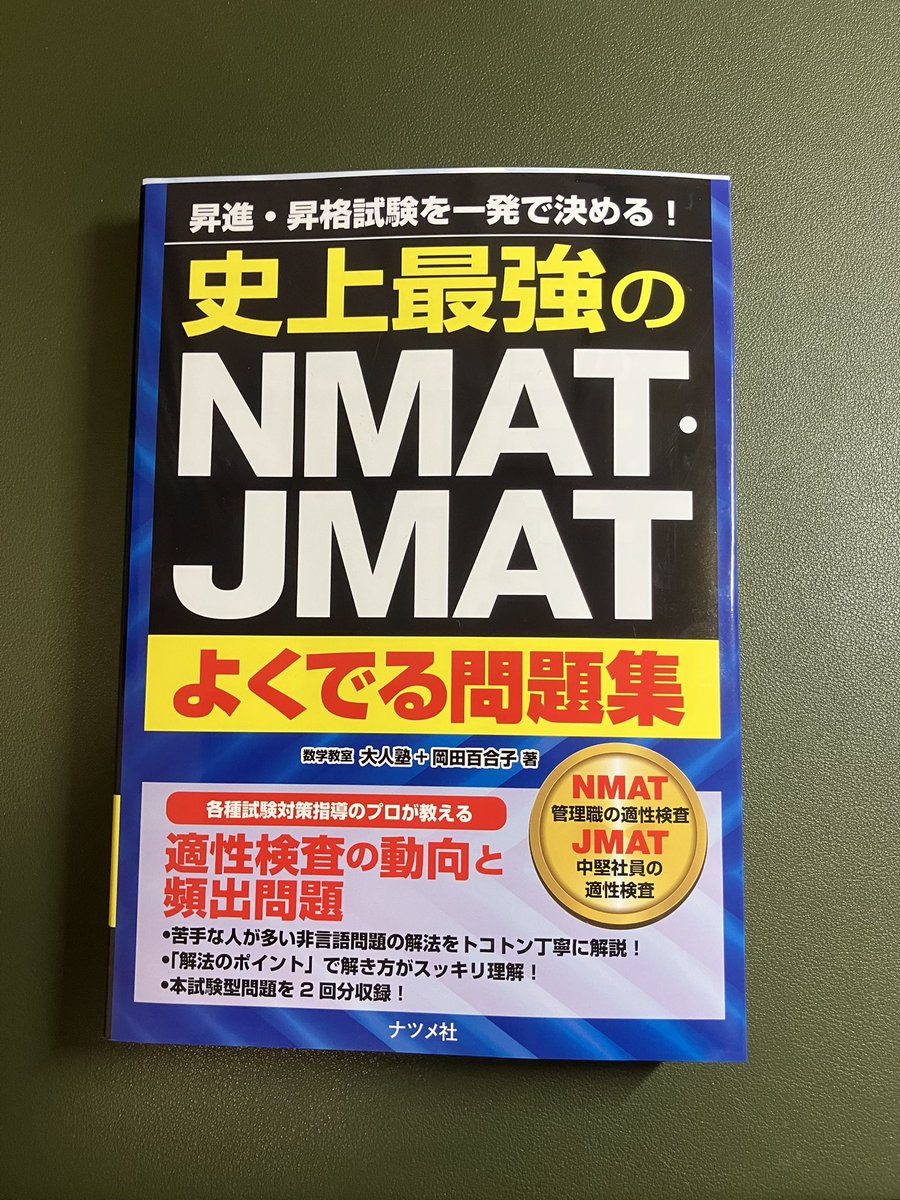 昇進・昇格試験を一発で決める！
史上最強の
NMAT・
JMAT
よくでる問題集
数学教室 大人塾＋岡田百合子 著
NMAT
管理職の適性検査
JMAT
中堅社員の
適性検査
各種試験対策指導のプロが教える
適性検査の動向と
頻出問題
•苦手な人が多い非言語問題の解法をトコトン丁寧に解説！
•「解法のポイント」で解き方がスッキリ理解！
•本試験型問題を2回分収録！
ナツメ社